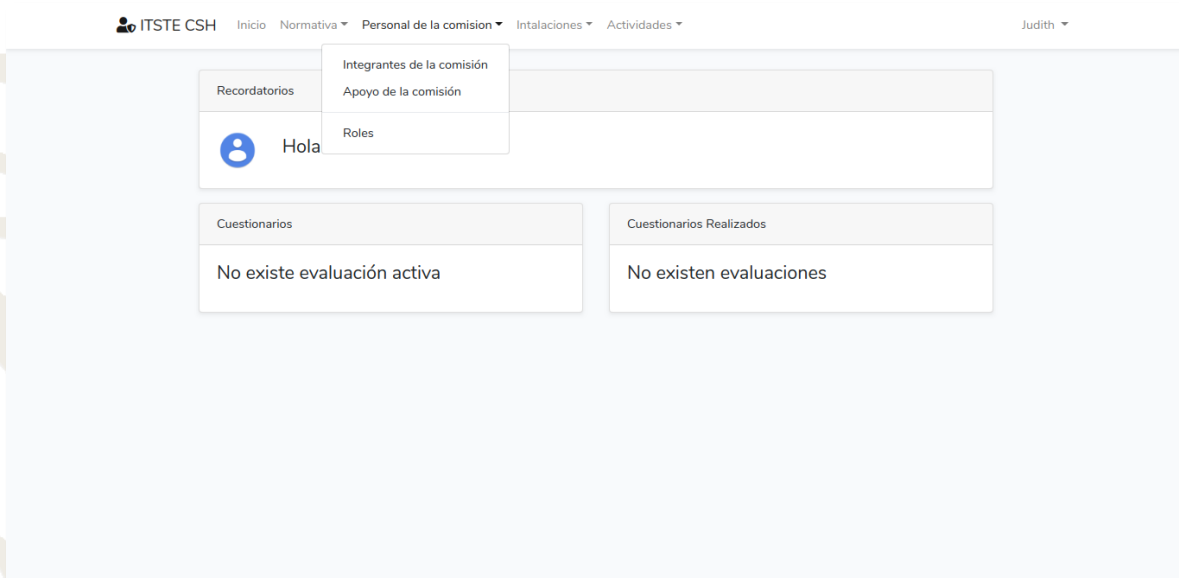 ITSTE CSH Inicio Normativa Personal de la comision Intalaciones Actividades Judith
Integrantes de la comisión
Apoyo de la comisión
Roles
Recordatorios
Hola
Cuestionarios
No existe evaluación activa
Cuestionarios Realizados
No existen evaluaciones